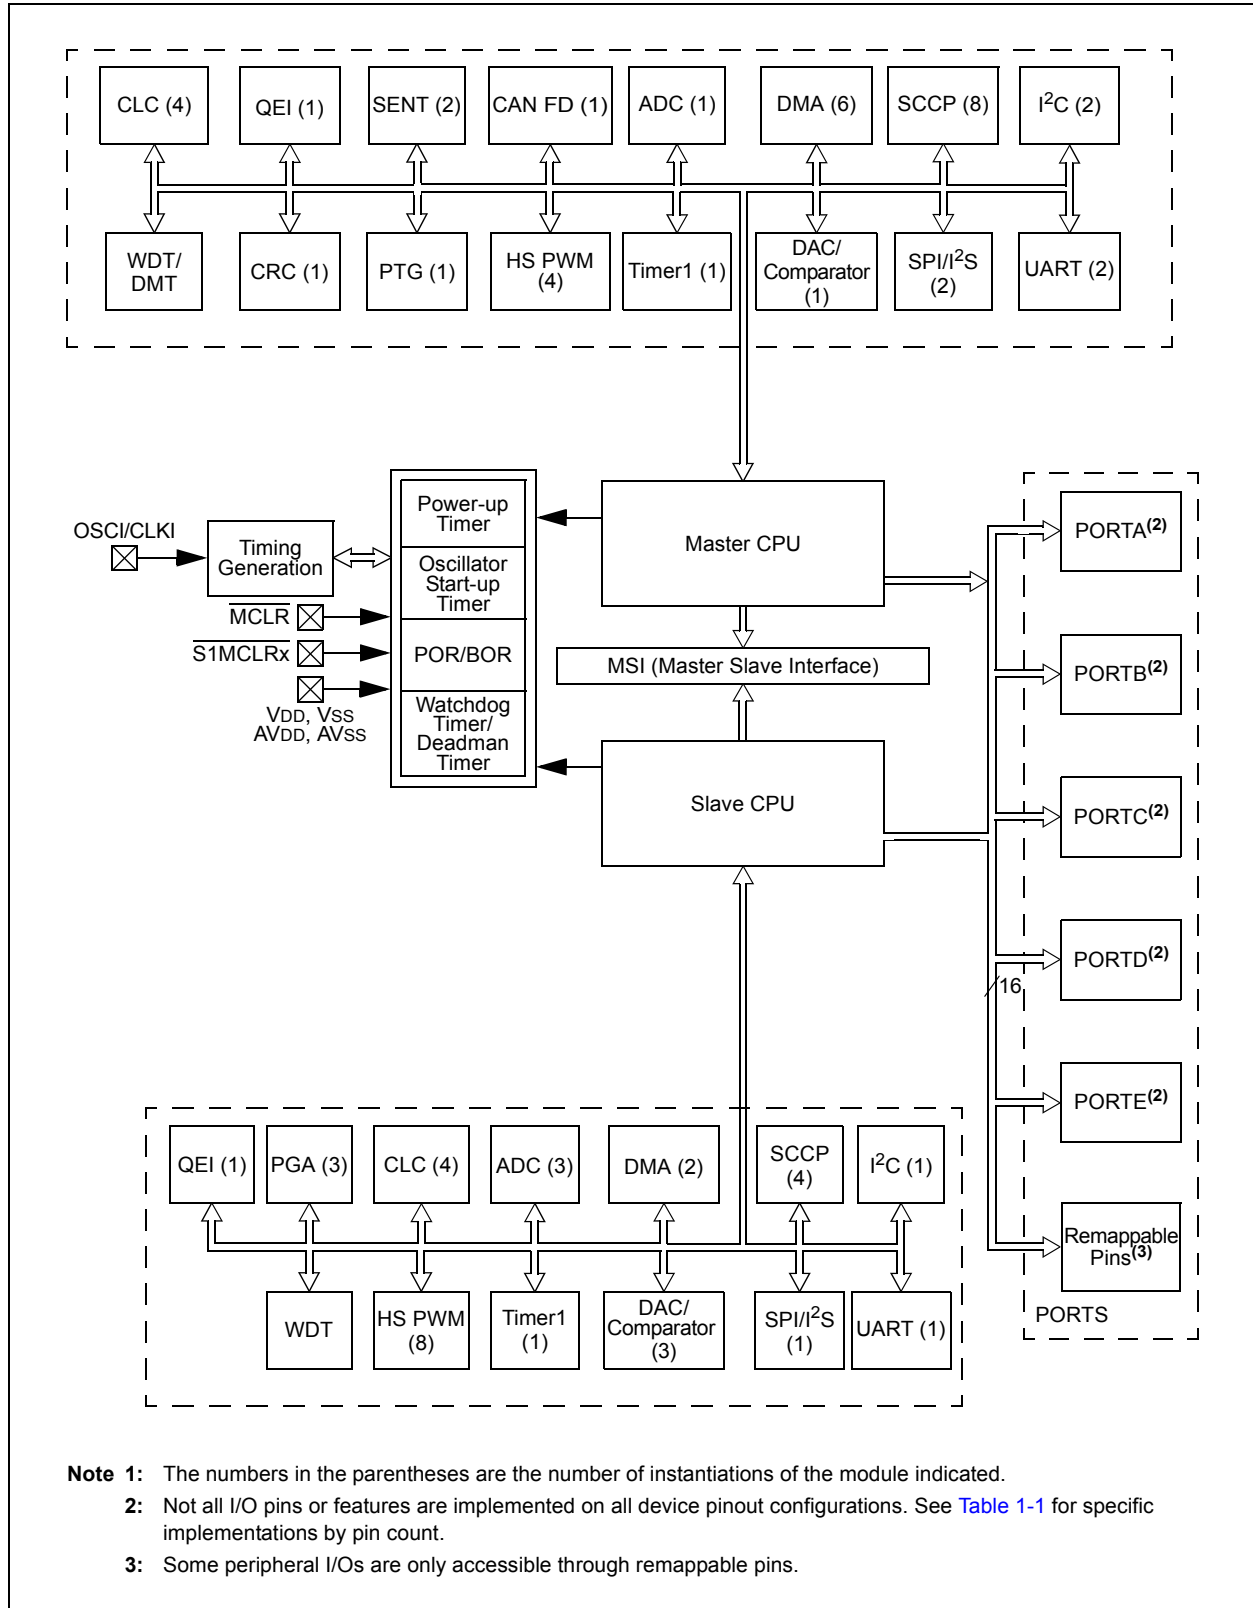 CLC (4)
QEI (1)
SENT (2)
CAN FD (1)
ADC (1)
DMA (6)
SCCP (8)
I²C (2)
WDT/
DMT
CRC (1)
PTG (1)
HS PWM
(4)
Timer1 (1)
DAC/
Comparator
(1)
SPI/I²S
(2)
UART (2)
OSCI/CLKI
Timing
Generation
MCLR
S1MCLRx
VDD, VSS
AVDD, AVSS
Power-up
Timer
Oscillator
Start-up
Timer
POR/BOR
Watchdog
Timer/
Deadman
Timer
Master CPU
MSI (Master Slave Interface)
Slave CPU
PORTA(2)
PORTB(2)
PORTC(2)
PORTD(2)
16
PORTE(2)
Remappable
Pins(3)
PORTS
QEI (1)
PGA (3)
CLC (4)
ADC (3)
DMA (2)
SCCP
(4)
I²C (1)
WDT
HS PWM
(8)
Timer1
(1)
DAC/
Comparator
(3)
SPI/I²S
(1)
UART (1)
Note 1: The numbers in the parentheses are the number of instantiations of the module indicated.
2: Not all I/O pins or features are implemented on all device pinout configurations. See Table 1-1 for specific
implementations by pin count.
3: Some peripheral I/Os are only accessible through remappable pins.